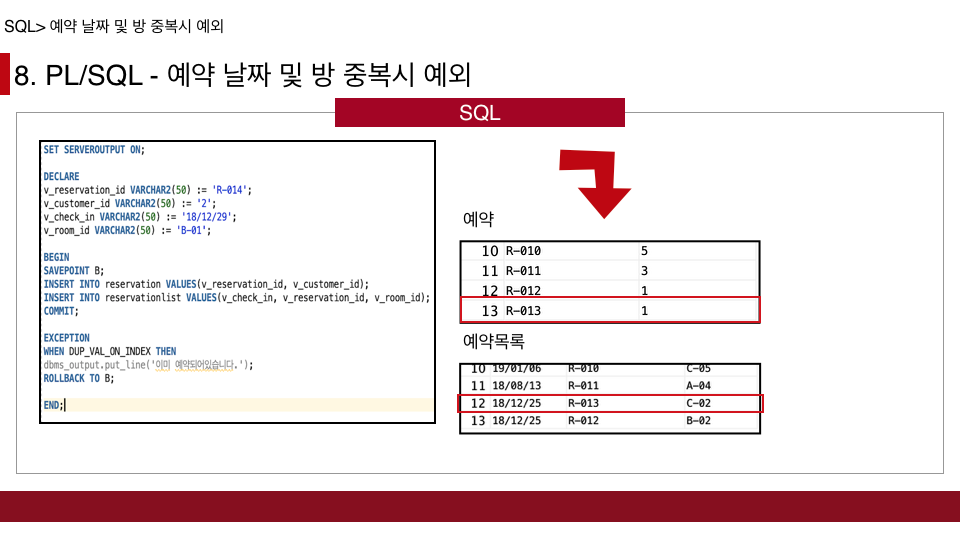 SQL> 예약 날짜 및 방 중복시 예외
8. PL/SQL - 예약 날짜 및 방 중복시 예외
SQL
SET SERVEROUTPUT ON;
DECLARE
v_reservation_id VARCHAR2(50) := 'R-014';
v_customer_id VARCHAR2(50) := '2';
v_check_in VARCHAR2(50) := '18/12/29';
v_room_id VARCHAR2(50) := 'B-01';
BEGIN
SAVEPOINT B;
INSERT INTO reservation VALUES(v_reservation_id, v_customer_id);
INSERT INTO reservationlist VALUES(v_check_in, v_reservation_id, v_room_id);
COMMIT;
EXCEPTION
WHEN DUP_VAL_ON_INDEX THEN
dbms_output.put_line('이미 예약되어있습니다.');
ROLLBACK TO B;
END;
예약
10 R-010 5
11 R-011 3
12 R-012 1
13 R-013 1
예약목록
10 19/01/06 R-010 C-05
11 18/08/13 R-011 A-04
12 18/12/25 R-013 C-02
13 18/12/25 R-012 B-02